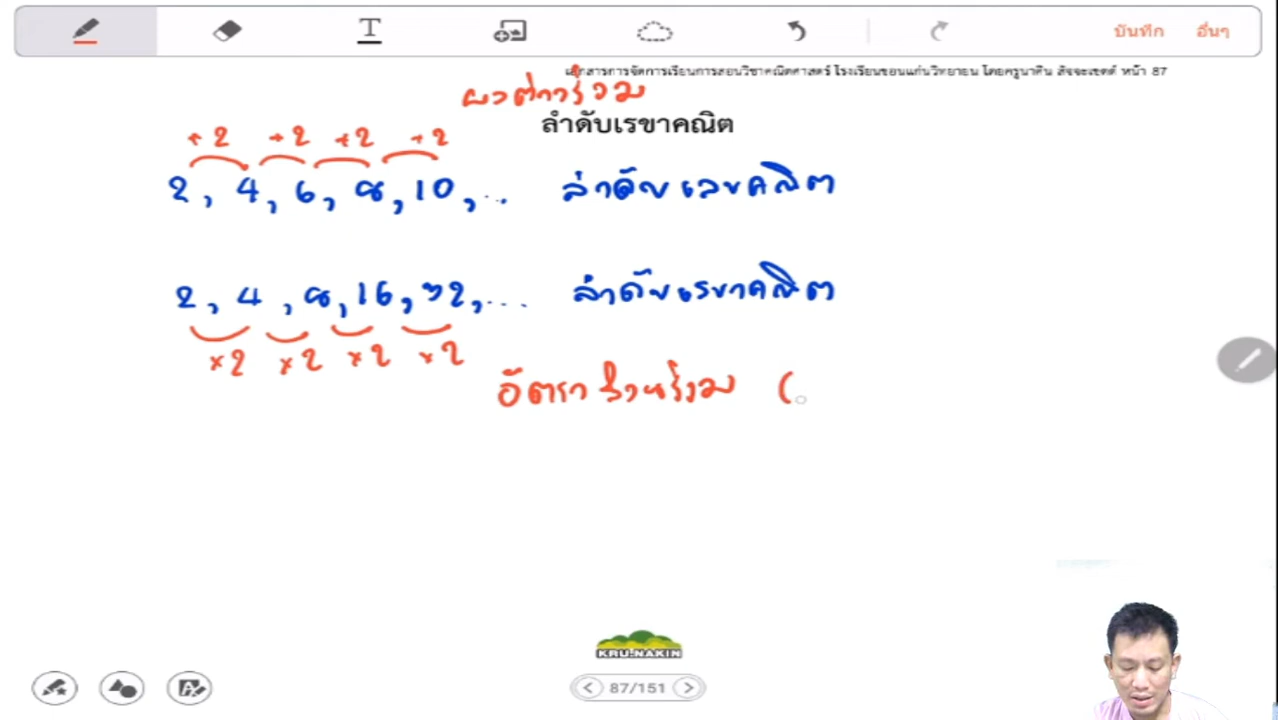 บันทึก อื่นๆ
เอกสารการจัดการเรียนการสอนวิชาคณิตศาสตร์ โรงเรียนขอนแก่นวิทยายน โดยครูนาคิน สัจจะเขตต์ หน้า 87
ผลต่างร่วม
ลำดับเรขาคณิต
+2 +2 +2 +2
2, 4, 6, 8, 10, ... ลำดับเลขคณิต
2, 4, 8, 16, 32, ... ลำดับเรขาคณิต
×2 ×2 ×2 ×2
อัตราส่วนร่วม (
KRU.NAKIN
87/151